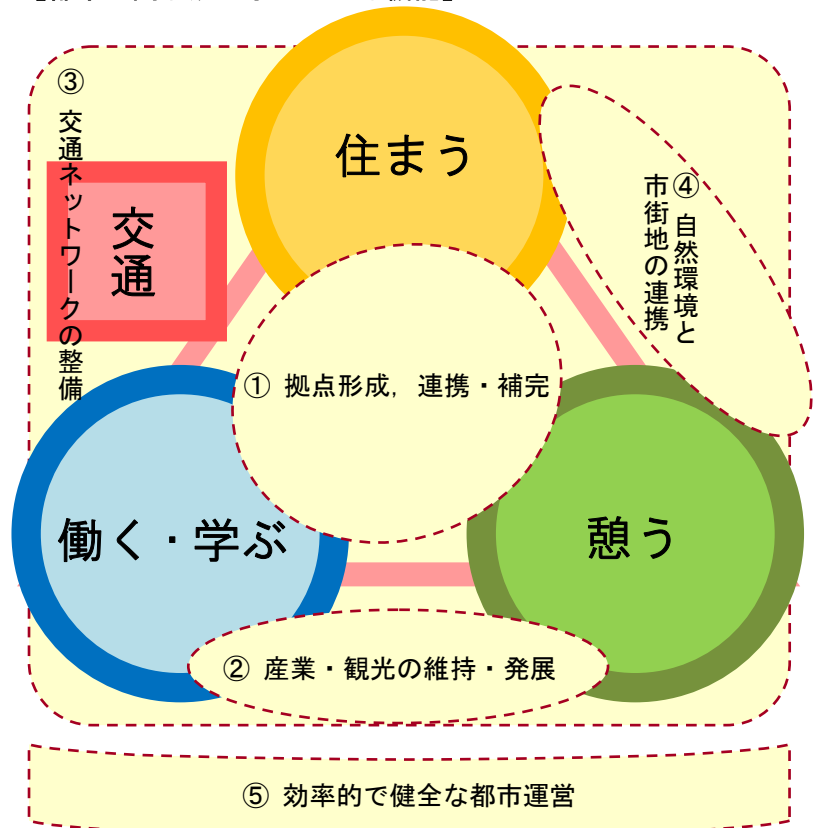 ③ 交通ネットワークの整備
住まう
交通
④ 自然環境と
市街地の連携
① 拠点形成，連携・補完
働く・学ぶ
憩う
② 産業・観光の維持・発展
⑤ 効率的で健全な都市運営